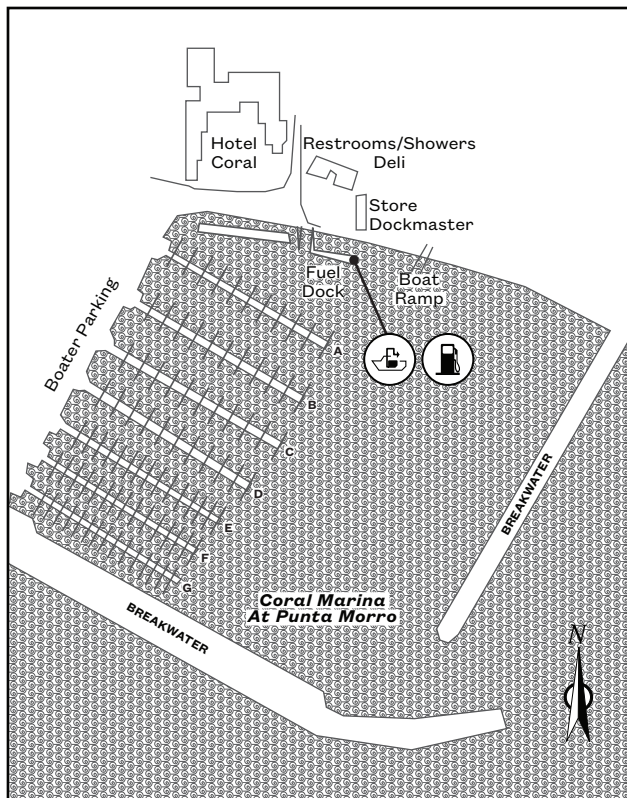 Hotel
Coral
Restrooms/Showers
Deli
Store
Dockmaster
Fuel
Dock
Boat
Ramp
Boater Parking
A
B
C
D
E
F
G
BREAKWATER
BREAKWATER
Coral Marina
At Punta Morro
N